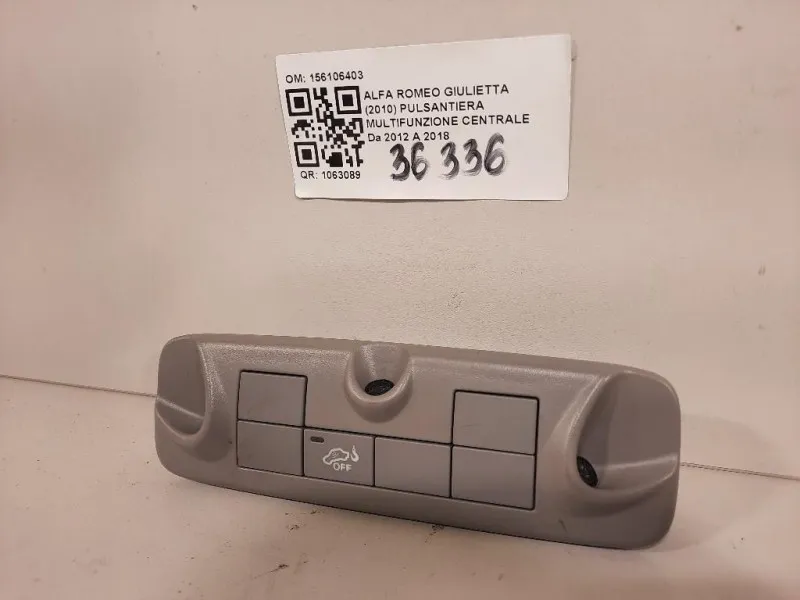 OM: 156106403
ALFA ROMEO GIULIETTA
(2010) PULSANTIERA
MULTIFUNZIONE CENTRALE
Da 2012 A 2018
36 336
QR: 1063089
OFF